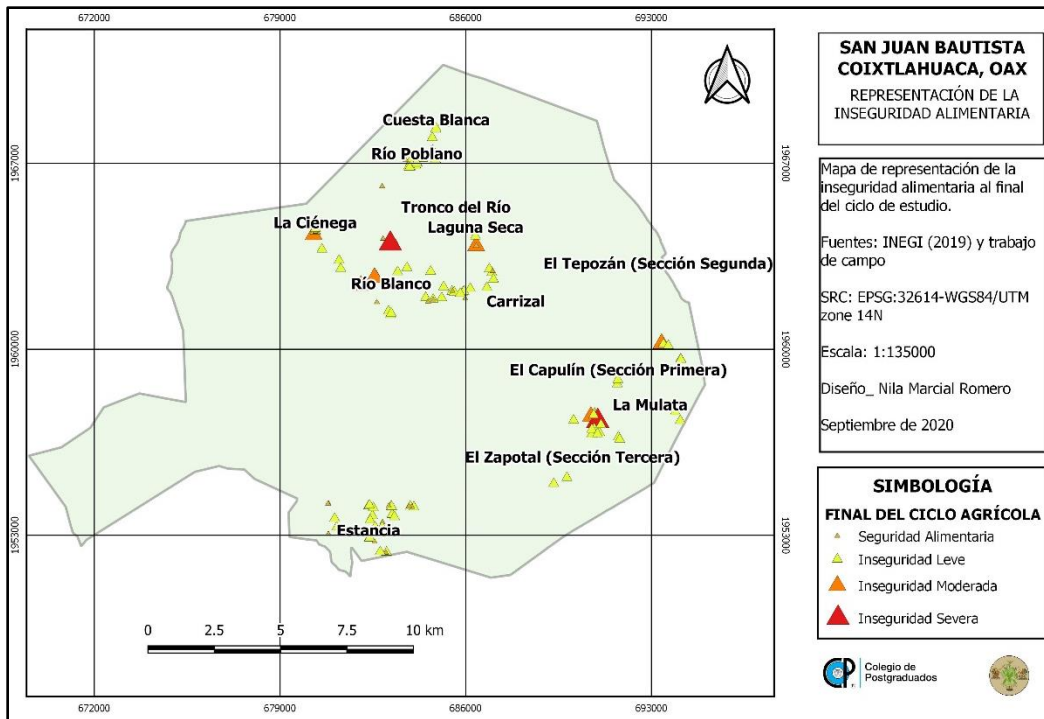 672000
679000
686000
693000
1967000
1967000
1960000
1960000
1953000
1953000
Cuesta Blanca
Río Poblano
Tronco del Río
La Ciénega
Laguna Seca
El Tepozán (Sección Segunda)
Río Blanco
Carrizal
El Capulín (Sección Primera)
La Mulata
El Zapotal (Sección Tercera)
Estancia
0
2.5
5
7.5
10 km
672000
679000
686000
693000
SAN JUAN BAUTISTA
COIXTLAHUACA, OAX
REPRESENTACIÓN DE LA
INSEGURIDAD ALIMENTARIA
Mapa de representación de la
inseguridad alimentaria al final
del ciclo de estudio.
Fuentes: INEGI (2019) y trabajo
de campo
SRC: EPSG:32614-WGS84/UTM
zone 14N
Escala: 1:135000
Diseño_ Nila Marcial Romero
Septiembre de 2020
SIMBOLOGÍA
FINAL DEL CICLO AGRÍCOLA
Seguridad Alimentaria
Inseguridad Leve
Inseguridad Moderada
Inseguridad Severa
CP
Colegio de
Postgraduados